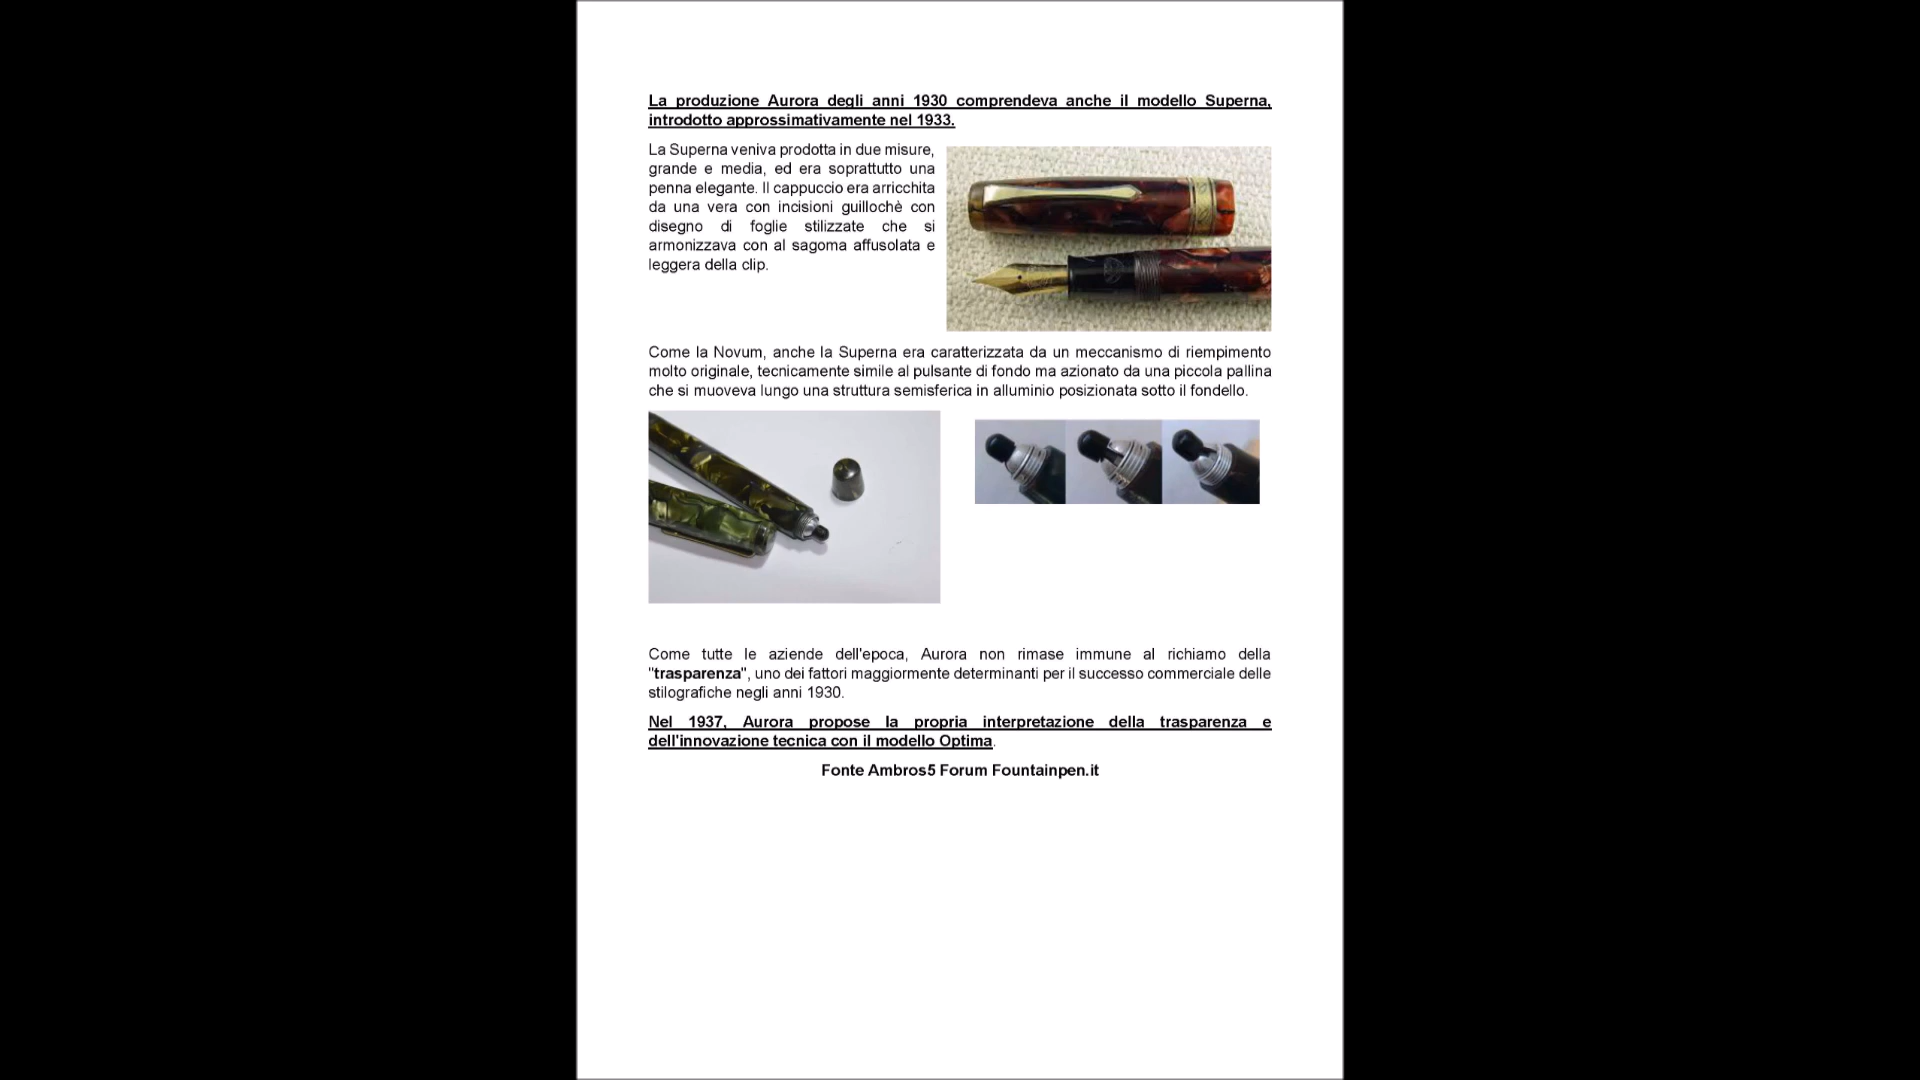 La produzione Aurora degli anni 1930 comprendeva anche il modello Superna,
introdotto approssimativamente nel 1933.
La Superna veniva prodotta in due misure,
grande e media, ed era soprattutto una
penna elegante. Il cappuccio era arricchita
da una vera con incisioni guillochè con
disegno di foglie stilizzate che si
armonizzava con al sagoma affusolata e
leggera della clip.
Come la Novum, anche la Superna era caratterizzata da un meccanismo di riempimento
molto originale, tecnicamente simile al pulsante di fondo ma azionato da una piccola pallina
che si muoveva lungo una struttura semisferica in alluminio posizionata sotto il fondello.
Come tutte le aziende dell'epoca, Aurora non rimase immune al richiamo della
"trasparenza", uno dei fattori maggiormente determinanti per il successo commerciale delle
stilografiche negli anni 1930.
Nel 1937, Aurora propose la propria interpretazione della trasparenza e
dell'innovazione tecnica con il modello Optima.
Fonte Ambros5 Forum Fountainpen.it